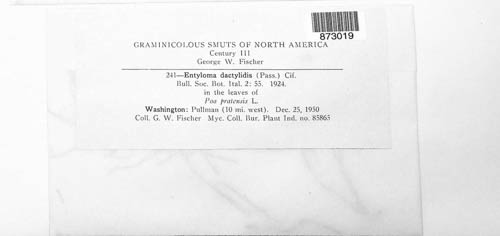 873019
GRAMINICOLOUS SMUTS OF NORTH AMERICA
Century III
George W. Fischer
241—Entyloma dactylidis (Pass.) Cif.
Bull. Soc. Bot. Ital. 2: 55. 1924.
in the leaves of
Poa pratensis L.
Washington: Pullman (10 mi. west). Dec. 25, 1950
Coll. G. W. Fischer Myc. Coll. Bur. Plant Ind. no. 85865